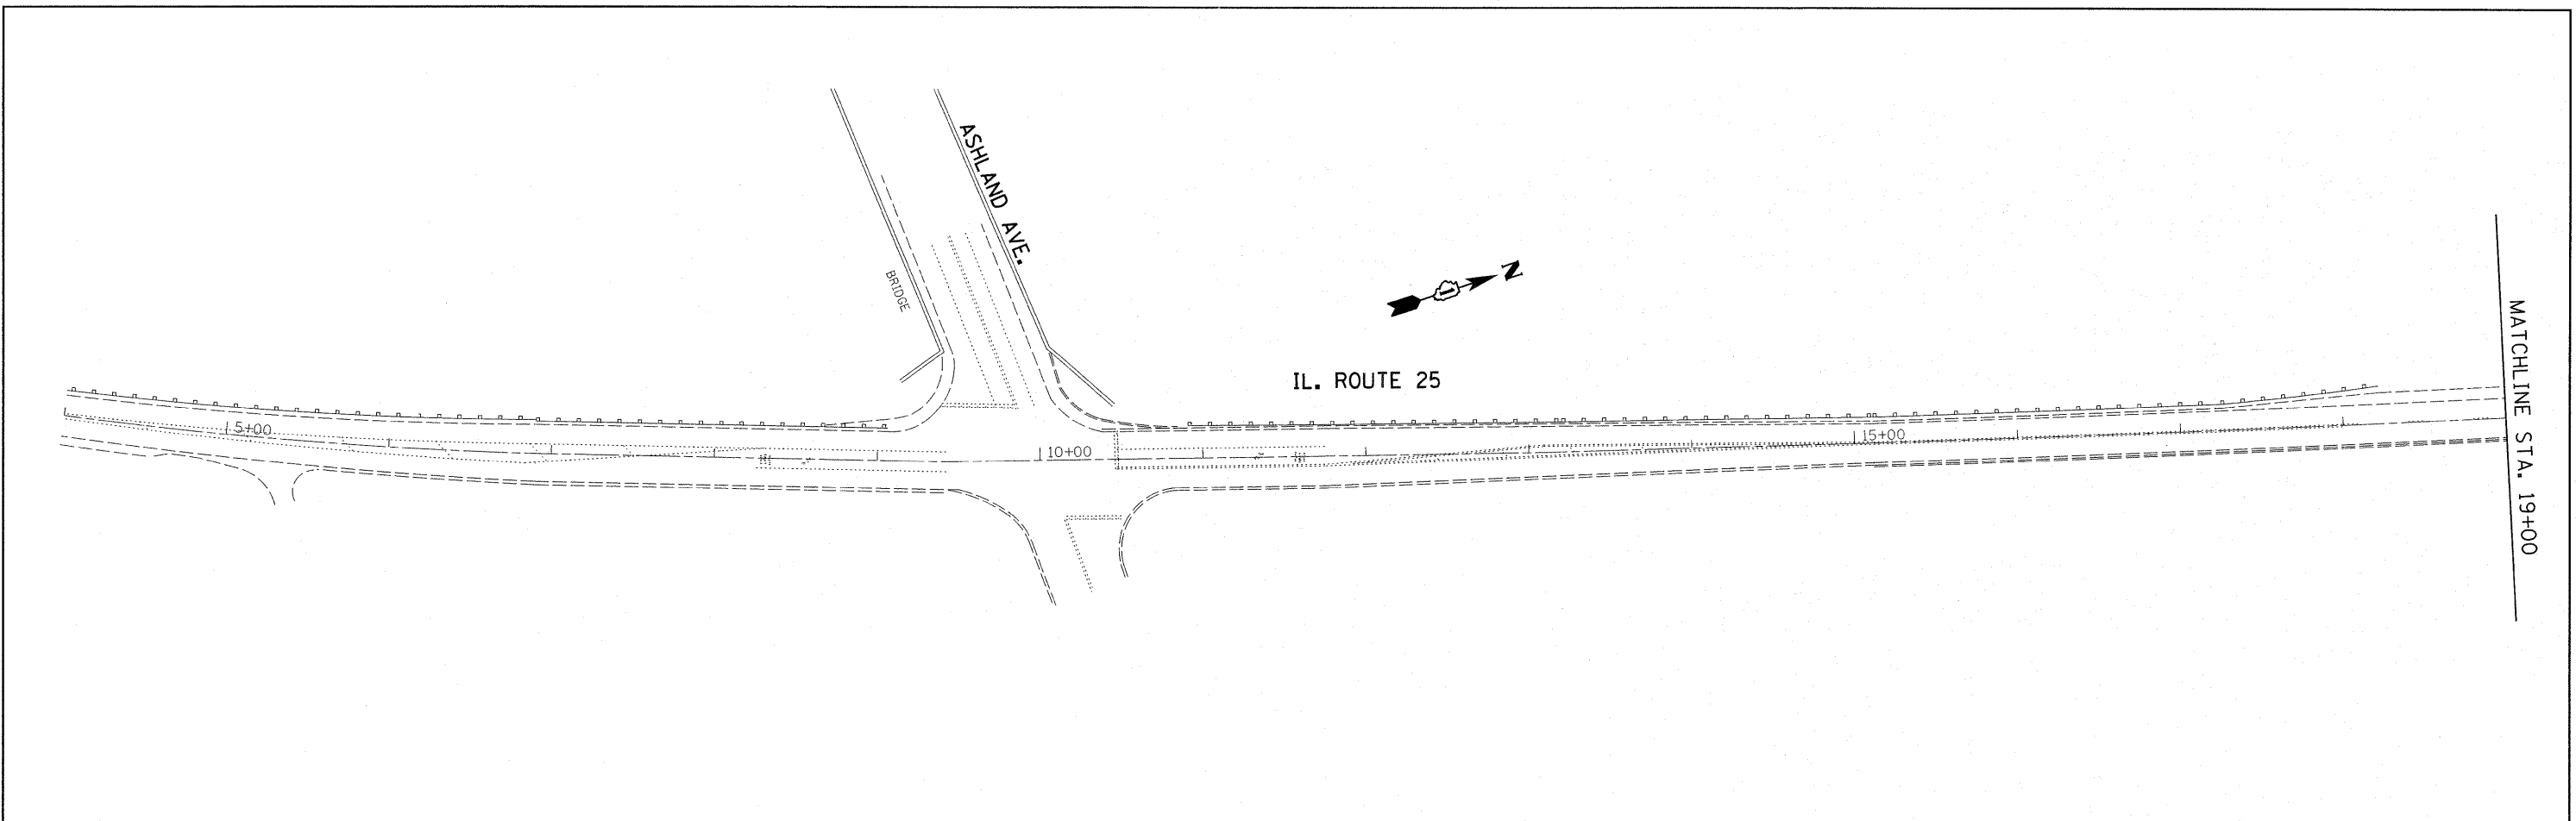 ASHLAND AVE.
BRIDGE
N
IL. ROUTE 25
5+00
10+00
15+00
MATCHLINE STA. 19+00